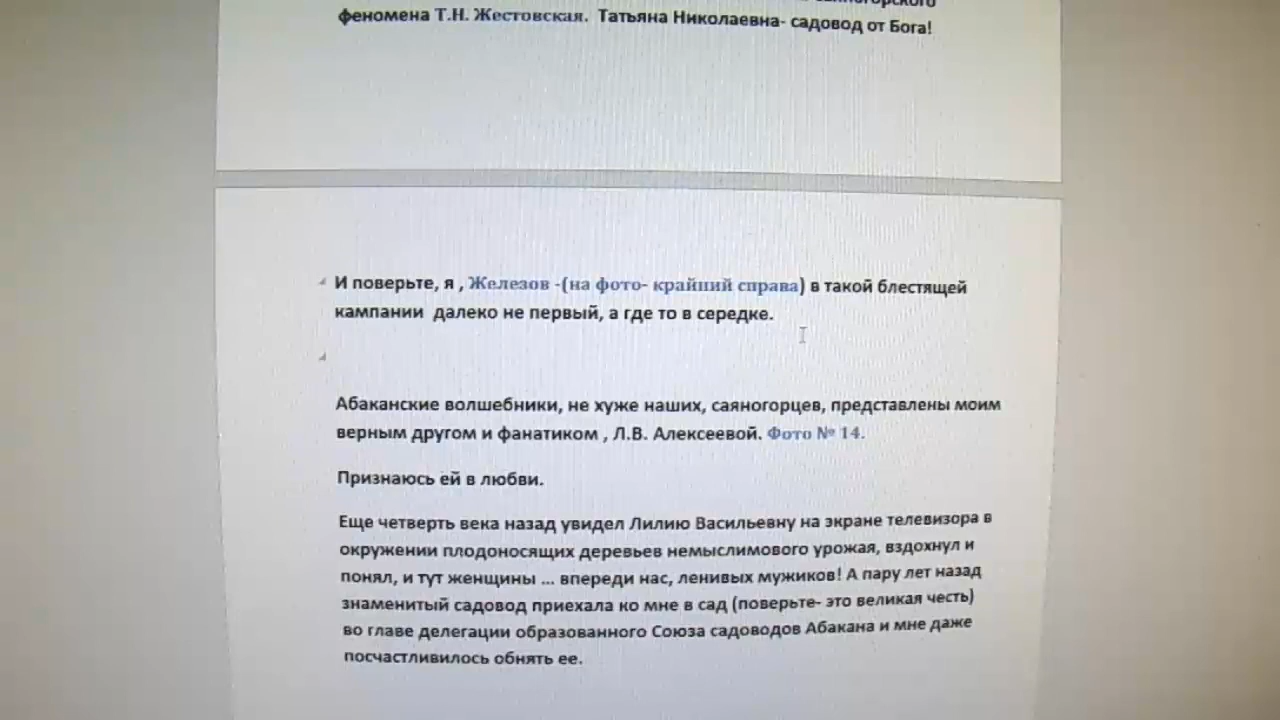 феномена Т.Н. Жестовская. Татьяна Николаевна- садовод от Бога!
И поверьте, я , Железов -(на фото- крайний справа) в такой блестящей
кампании далеко не первый, а где то в середке.
Абаканские волшебники, не хуже наших, саяногорцев, представлены моим
верным другом и фанатиком , Л.В. Алексеевой. Фото № 14.
Признаюсь ей в любви.
Еще четверть века назад увидел Лилию Васильевну на экране телевизора в
окружении плодоносящих деревьев немыслимового урожая, вздохнул и
понял, и тут женщины ... впереди нас, ленивых мужиков! А пару лет назад
знаменитый садовод приехала ко мне в сад (поверьте- это великая честь)
во главе делегации образованного Союза садоводов Абакана и мне даже
посчастливилось обнять ее.